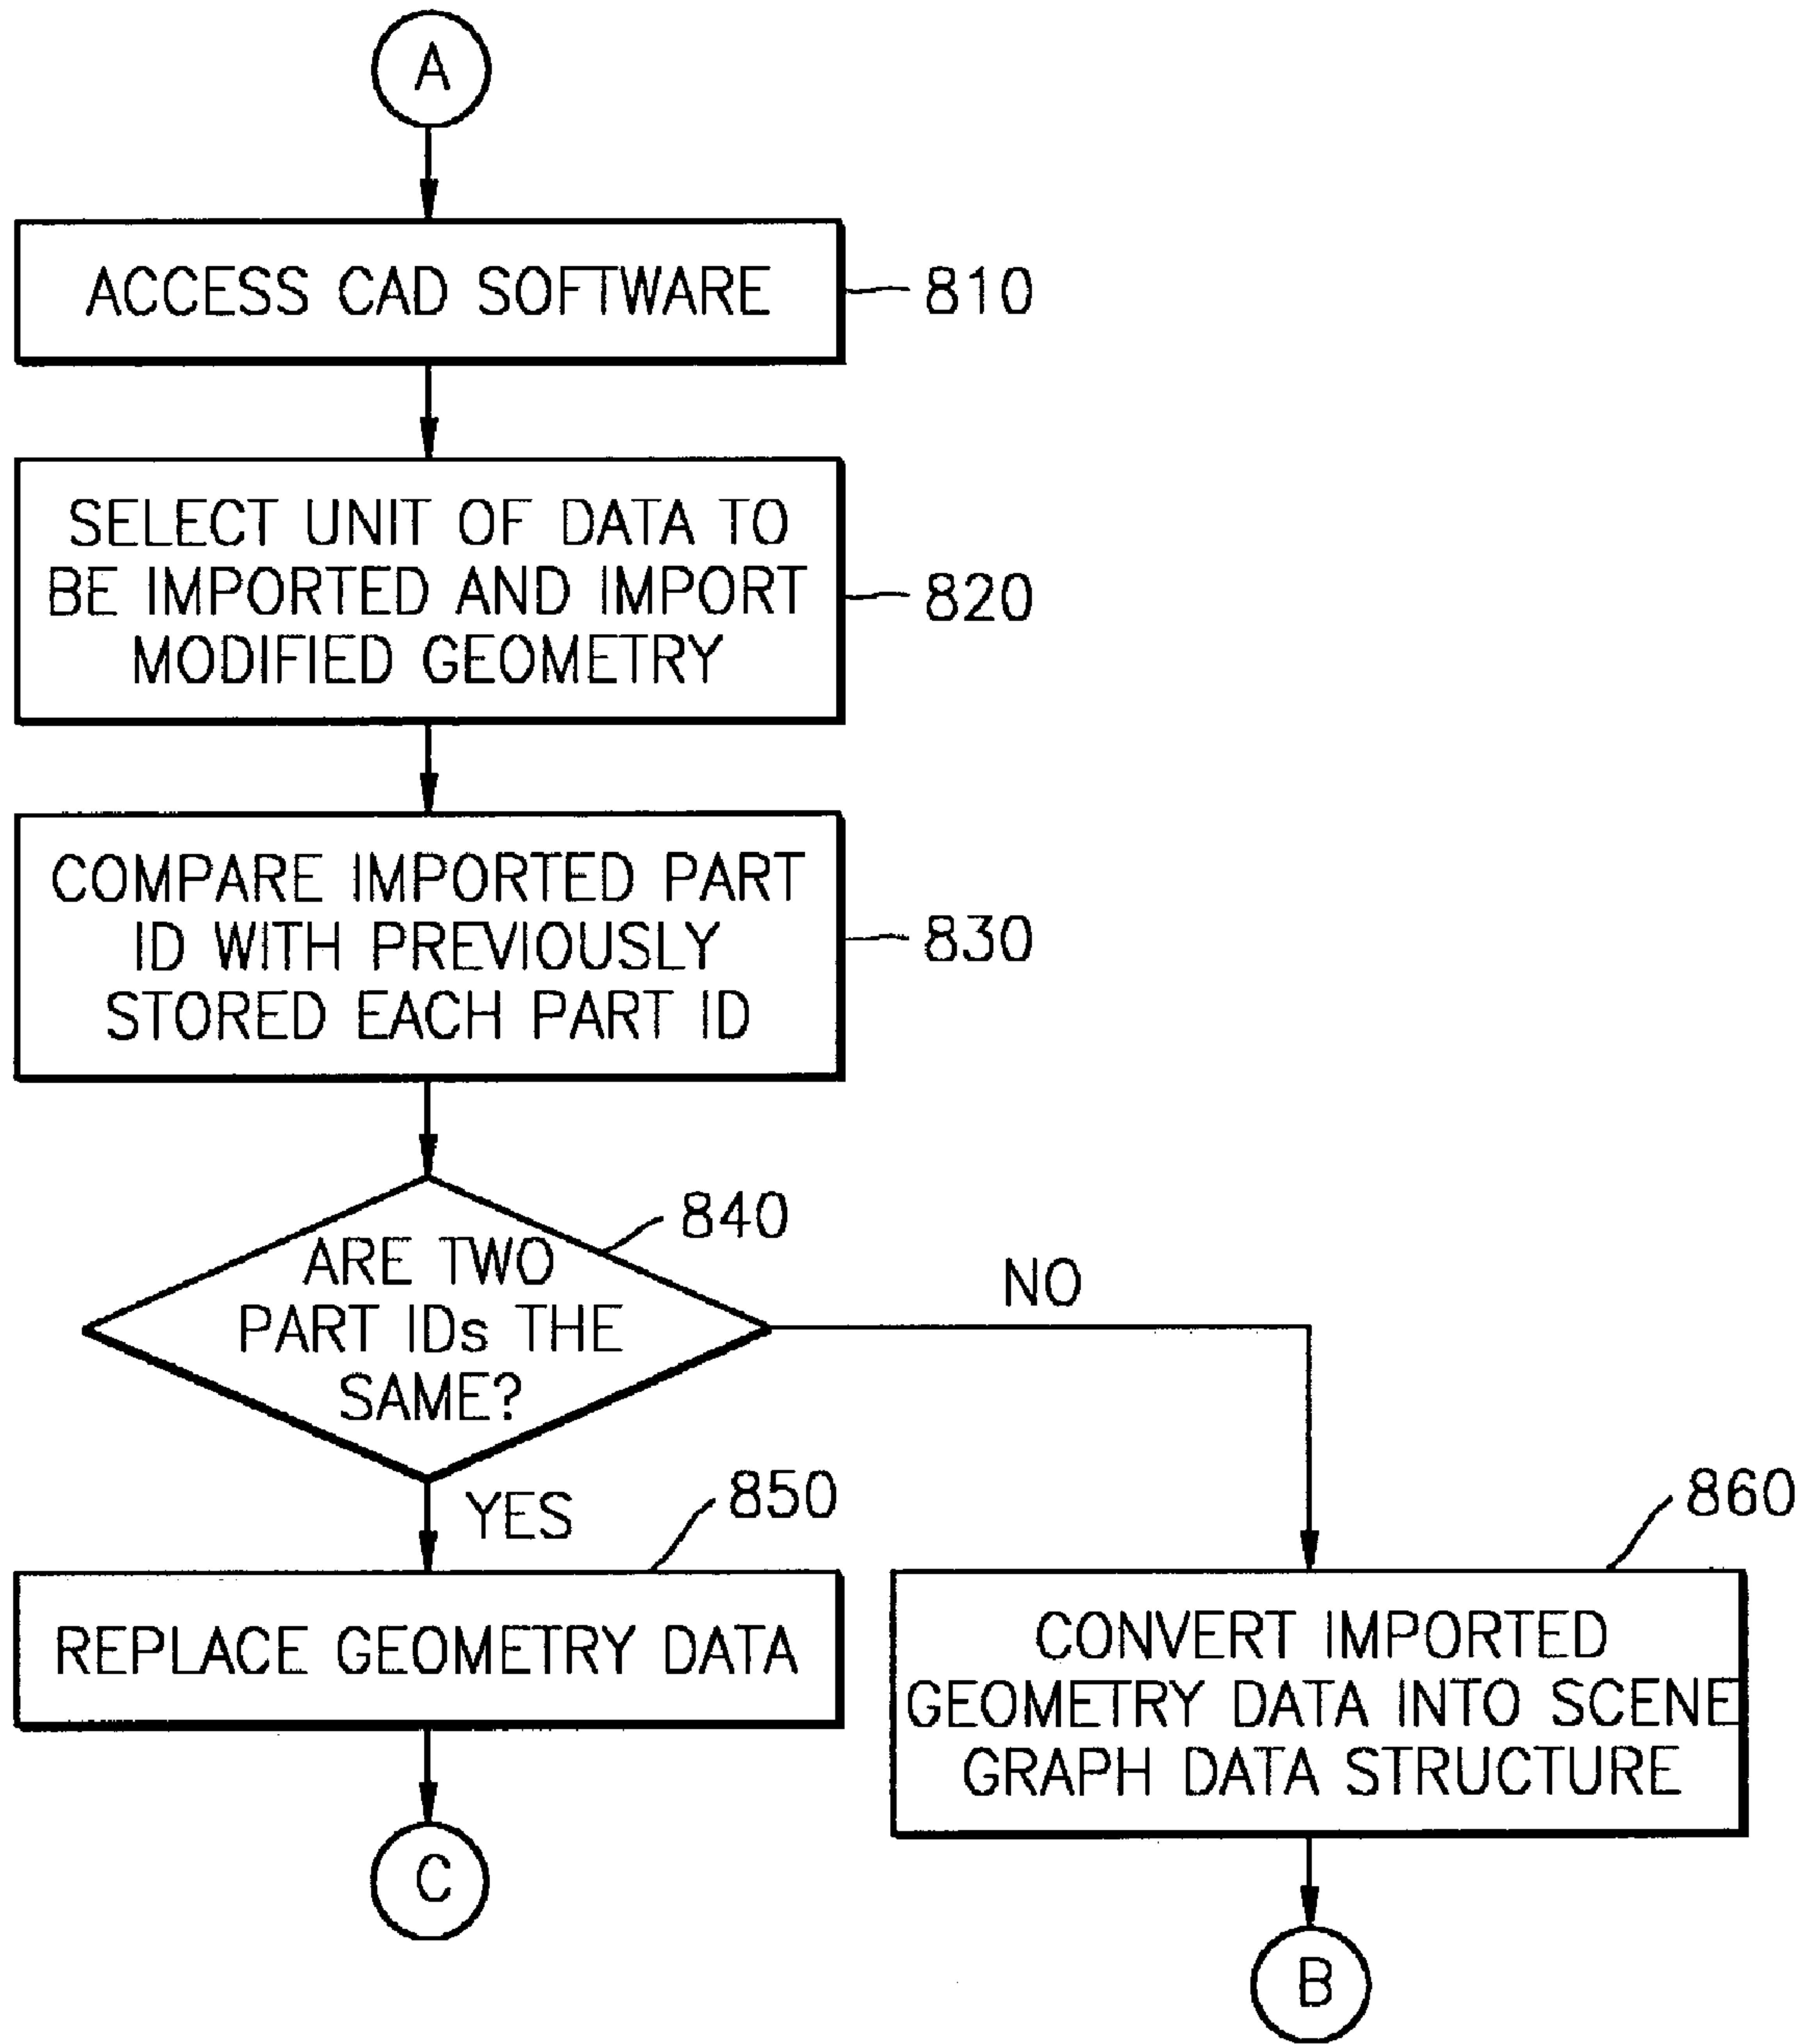 A
ACCESS CAD SOFTWARE
810
SELECT UNIT OF DATA TO
BE IMPORTED AND IMPORT
MODIFIED GEOMETRY
820
COMPARE IMPORTED PART
ID WITH PREVIOUSLY
STORED EACH PART ID
830
840
ARE TWO
PART IDs THE
SAME?
NO
YES
850
REPLACE GEOMETRY DATA
860
CONVERT IMPORTED
GEOMETRY DATA INTO SCENE
GRAPH DATA STRUCTURE
C
B